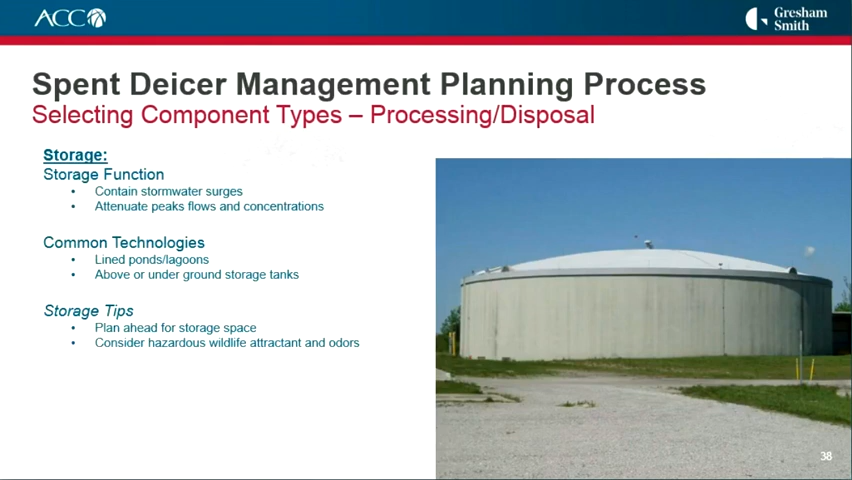 ACC
Gresham
Smith
Spent Deicer Management Planning Process
Selecting Component Types – Processing/Disposal
Storage:
Storage Function
• Contain stormwater surges
• Attenuate peaks flows and concentrations
Common Technologies
• Lined ponds/lagoons
• Above or under ground storage tanks
Storage Tips
• Plan ahead for storage space
• Consider hazardous wildlife attractant and odors
38